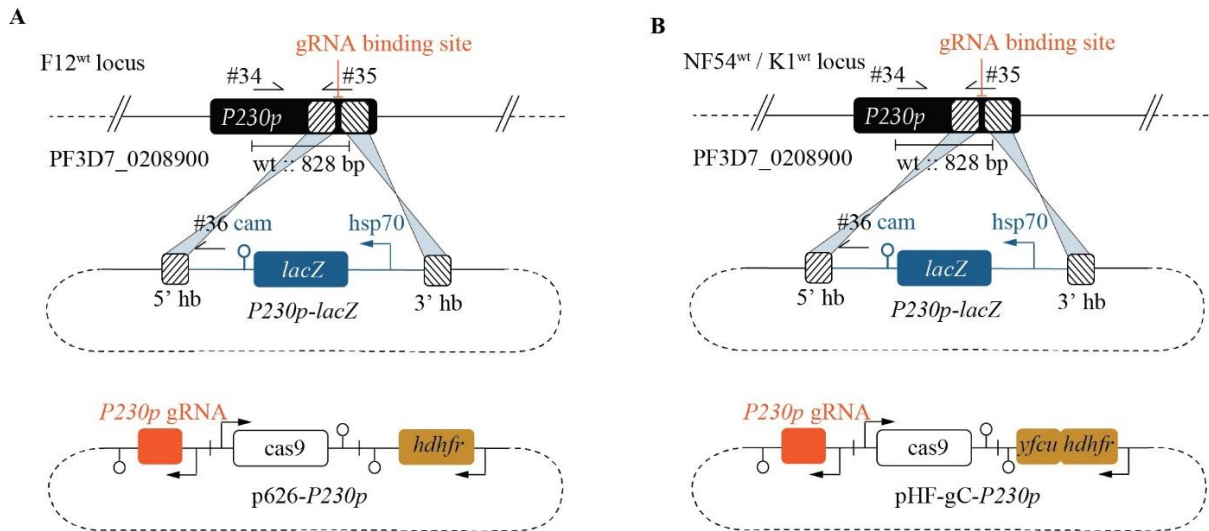 A
F12wt locus
gRNA binding site
#34
#35
P230p
PF3D7_0208900
wt :: 828 bp
#36 cam
hsp70
lacZ
5’ hb
3’ hb
P230p-lacZ
P230p gRNA
cas9
hdhfr
p626-P230p
B
NF54wt / K1wt locus
gRNA binding site
#34
#35
P230p
PF3D7_0208900
wt :: 828 bp
#36 cam
hsp70
lacZ
5’ hb
3’ hb
P230p-lacZ
P230p gRNA
cas9
yfcu hdhfr
pHF-gC-P230p